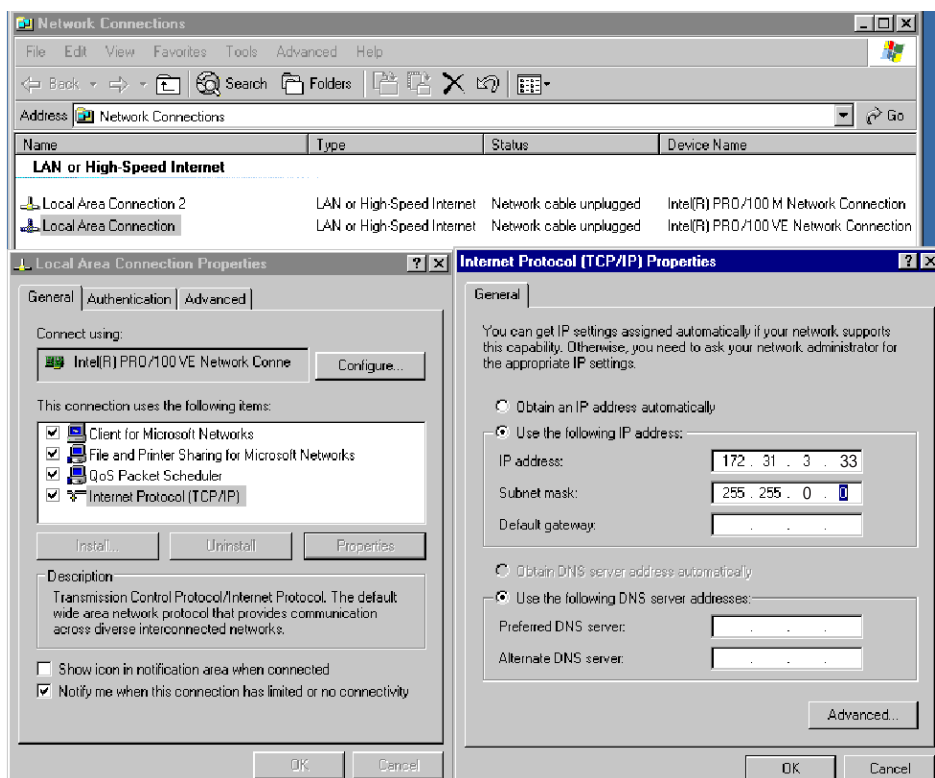 Network Connections
File Edit View Favorites Tools Advanced Help
Back Search Folders
Address Network Connections Go
Name Type Status Device Name
LAN or High-Speed Internet
Local Area Connection 2 LAN or High-Speed Internet Network cable unplugged Intel(R) PRO/100 M Network Connection
Local Area Connection LAN or High-Speed Internet Network cable unplugged Intel(R) PRO/100 VE Network Connection
Local Area Connection Properties
General Authentication Advanced
Connect using:
Intel(R) PRO/100 VE Network Conne
Configure...
This connection uses the following items:
Client for Microsoft Networks
File and Printer Sharing for Microsoft Networks
QoS Packet Scheduler
Internet Protocol (TCP/IP)
Install... Uninstall Properties
Description
Transmission Control Protocol/Internet Protocol. The default
wide area network protocol that provides communication
across diverse interconnected networks.
Show icon in notification area when connected
Notify me when this connection has limited or no connectivity
OK Cancel
Internet Protocol (TCP/IP) Properties
General
You can get IP settings assigned automatically if your network supports
this capability. Otherwise, you need to ask your network administrator for
the appropriate IP settings.
Obtain an IP address automatically
Use the following IP address:
IP address: 172 . 31 . 3 . 33
Subnet mask: 255 . 255 . 0 . 0
Default gateway: . . .
Obtain DNS server address automatically
Use the following DNS server addresses:
Preferred DNS server: . . .
Alternate DNS server: . . .
Advanced...
OK Cancel